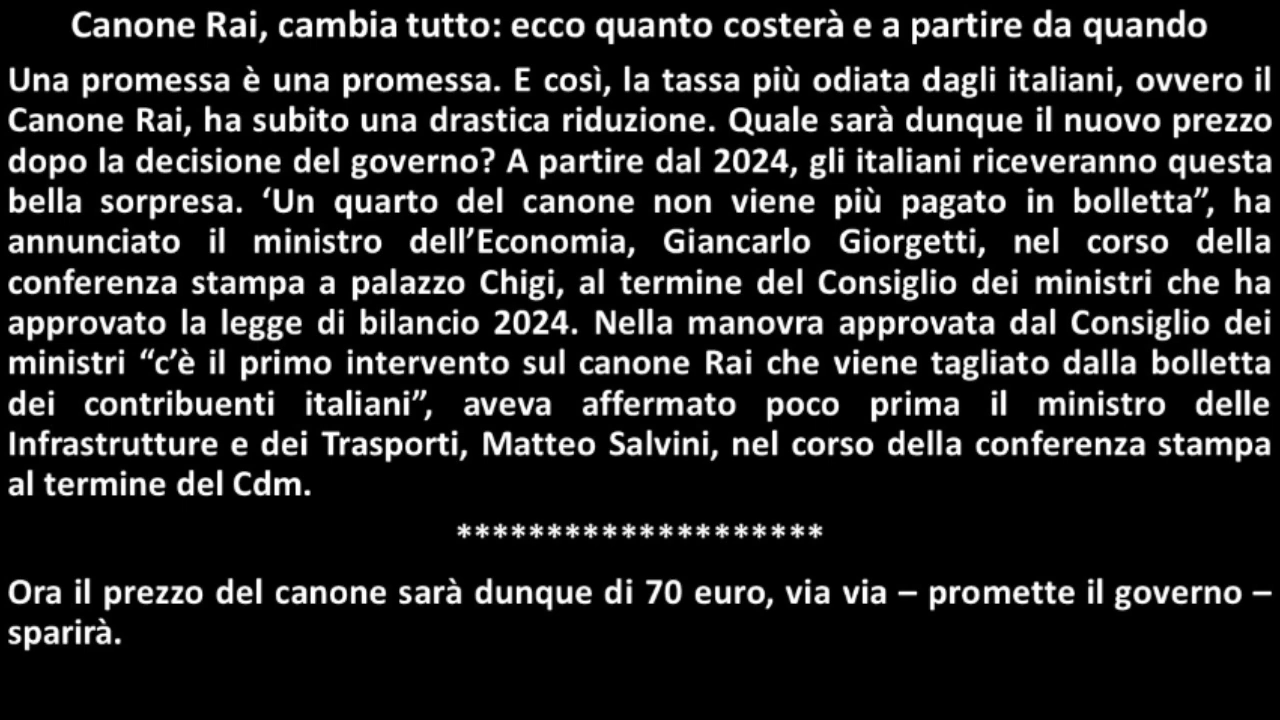 Canone Rai, cambia tutto: ecco quanto costerà e a partire da quando
Una promessa è una promessa. E così, la tassa più odiata dagli italiani, ovvero il
Canone Rai, ha subito una drastica riduzione. Quale sarà dunque il nuovo prezzo
dopo la decisione del governo? A partire dal 2024, gli italiani riceveranno questa
bella sorpresa. ‘Un quarto del canone non viene più pagato in bolletta”, ha
annunciato il ministro dell’Economia, Giancarlo Giorgetti, nel corso della
conferenza stampa a palazzo Chigi, al termine del Consiglio dei ministri che ha
approvato la legge di bilancio 2024. Nella manovra approvata dal Consiglio dei
ministri “c’è il primo intervento sul canone Rai che viene tagliato dalla bolletta
dei contribuenti italiani”, aveva affermato poco prima il ministro delle
Infrastrutture e dei Trasporti, Matteo Salvini, nel corso della conferenza stampa
al termine del Cdm.
********************
Ora il prezzo del canone sarà dunque di 70 euro, via via – promette il governo –
sparirà.